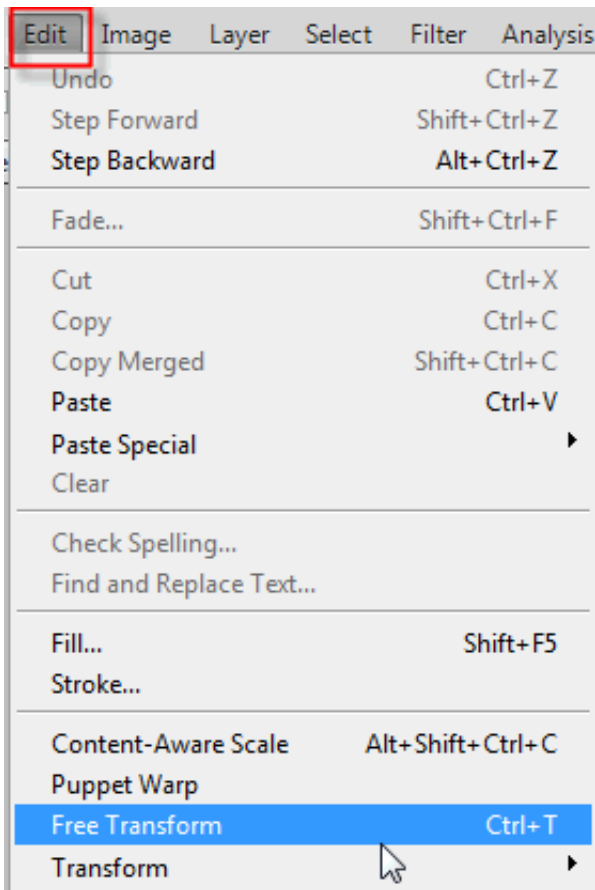 Edit Image Layer Select Filter Analysis
Undo Ctrl+Z
Step Forward Shift+Ctrl+Z
Step Backward Alt+Ctrl+Z
Fade... Shift+Ctrl+F
Cut Ctrl+X
Copy Ctrl+C
Copy Merged Shift+Ctrl+C
Paste Ctrl+V
Paste Special
Clear
Check Spelling...
Find and Replace Text...
Fill... Shift+F5
Stroke...
Content-Aware Scale Alt+Shift+Ctrl+C
Puppet Warp
Free Transform Ctrl+T
Transform